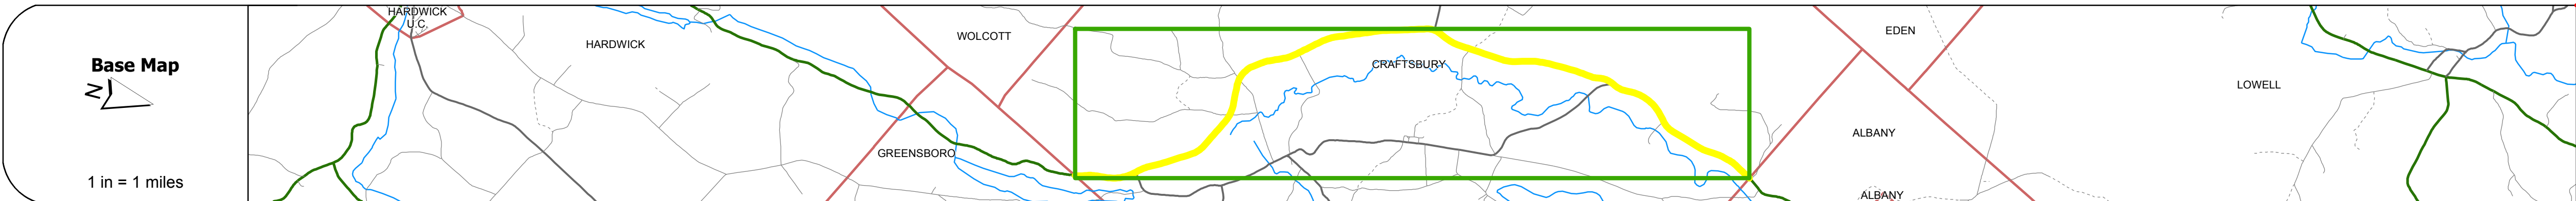 Base Map
N
1 in = 1 miles
HARDWICK
U.C.
HARDWICK
WOLCOTT
GREENSBORO
CRAFTSBURY
EDEN
ALBANY
ALBANY
LOWELL